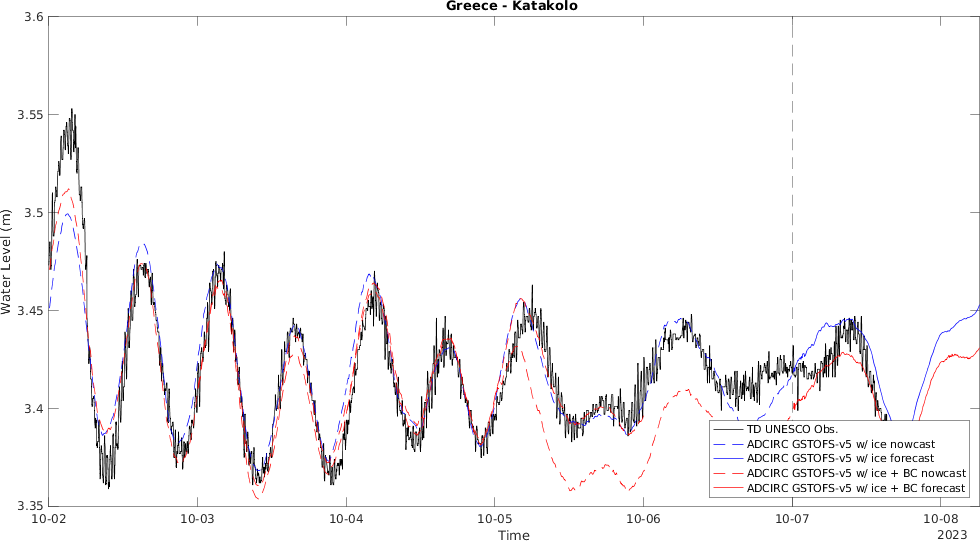 Greece - Katakolo
3.6
3.55
3.5
3.45
3.4
3.35
Water Level (m)
TD UNESCO Obs.
ADCIRC GSTOFS-v5 w/ ice nowcast
ADCIRC GSTOFS-v5 w/ ice forecast
ADCIRC GSTOFS-v5 w/ ice + BC nowcast
ADCIRC GSTOFS-v5 w/ ice + BC forecast
10-02 10-03 10-04 10-05 10-06 10-07 10-08
Time 2023